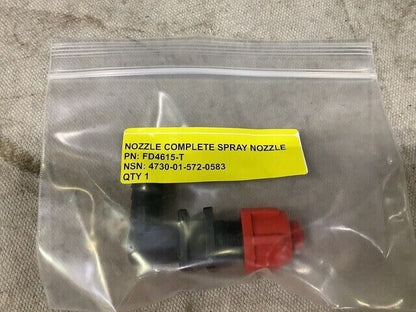 NOZZLE COMPLETE SPRAY NOZZLE
PN: FD4615-T
NSN: 4730-01-572-0583
QTY 1